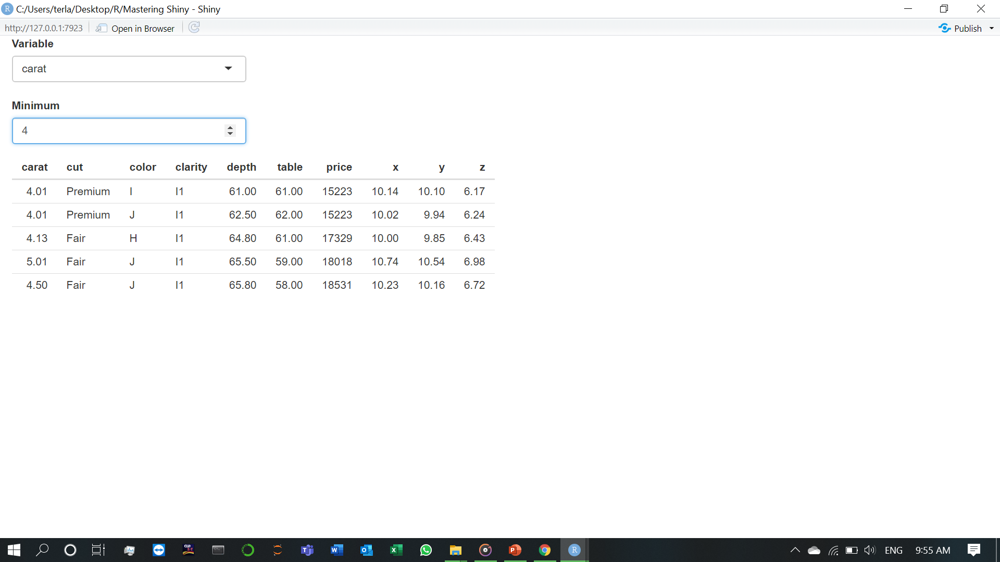 R C:/Users/terla/Desktop/R/Mastering Shiny - Shiny
http://127.0.0.1:7923 Open in Browser Publish
Variable
carat
Minimum
4
carat cut color clarity depth table price x y z
4.01 Premium I I1 61.00 61.00 15223 10.14 10.10 6.17
4.01 Premium J I1 62.50 62.00 15223 10.02 9.94 6.24
4.13 Fair H I1 64.80 61.00 17329 10.00 9.85 6.43
5.01 Fair J I1 65.50 59.00 18018 10.74 10.54 6.98
4.50 Fair J I1 65.80 58.00 18531 10.23 10.16 6.72
CLD E-T T W O X P R ENG 9:55 AM